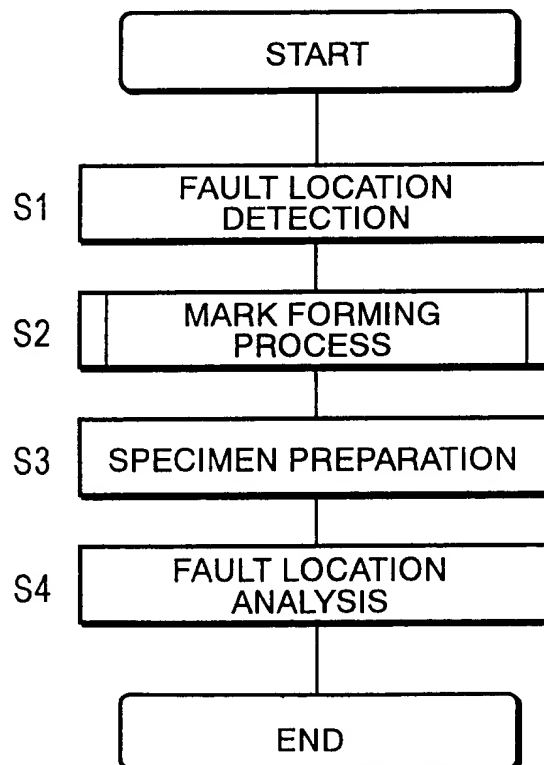 START
S1
FAULT LOCATION
DETECTION
S2
MARK FORMING
PROCESS
S3
SPECIMEN PREPARATION
S4
FAULT LOCATION
ANALYSIS
END